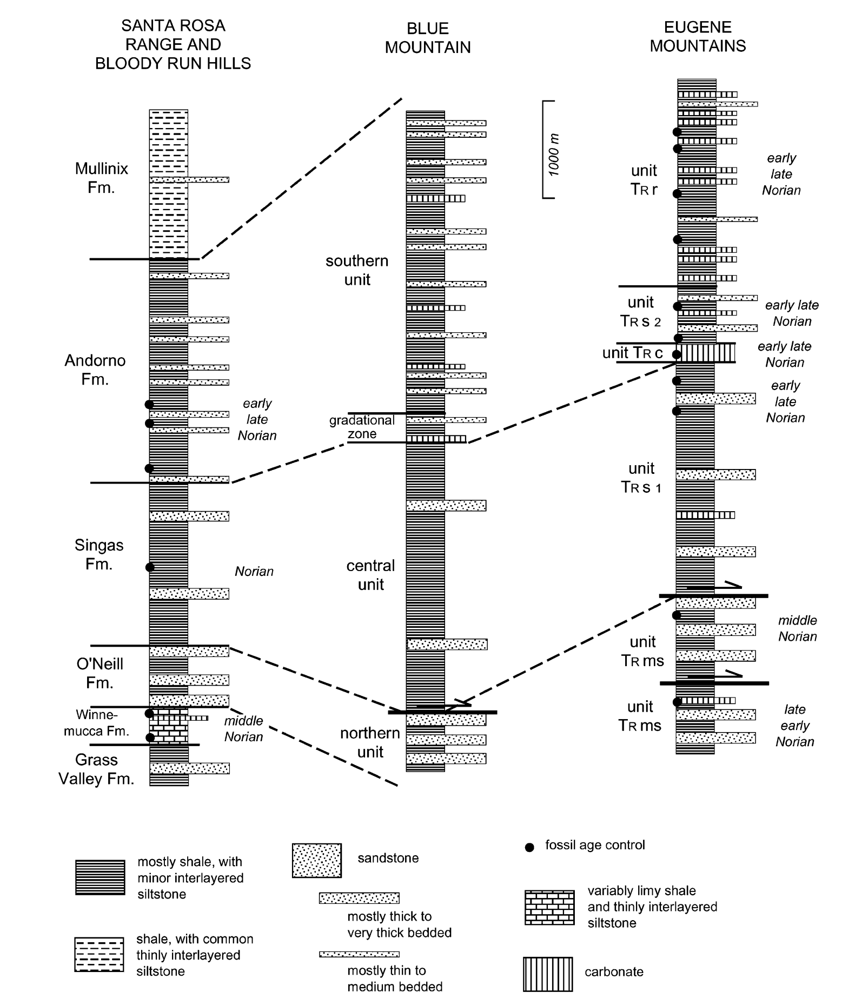 SANTA ROSA
RANGE AND
BLOODY RUN HILLS
BLUE
MOUNTAIN
EUGENE
MOUNTAINS
Mullinix
Fm.
Andorno
Fm.
early
late
Norian
Singas
Fm.
Norian
O'Neill
Fm.
Winne-
mucca Fm.
middle
Norian
Grass
Valley Fm.
southern
unit
gradational
zone
central
unit
northern
unit
1000 m
unit
TR r
early
late
Norian
unit
TR s 2
early late
Norian
unit TR c
early late
Norian
early
late
Norian
unit
TR s 1
middle
Norian
unit
TR ms
unit
TR ms
late
early
Norian
mostly shale, with
minor interlayered
siltstone
shale, with common
thinly interlayered
siltstone
sandstone
mostly thick to
very thick bedded
mostly thin to
medium bedded
fossil age control
variably limy shale
and thinly interlayered
siltstone
carbonate